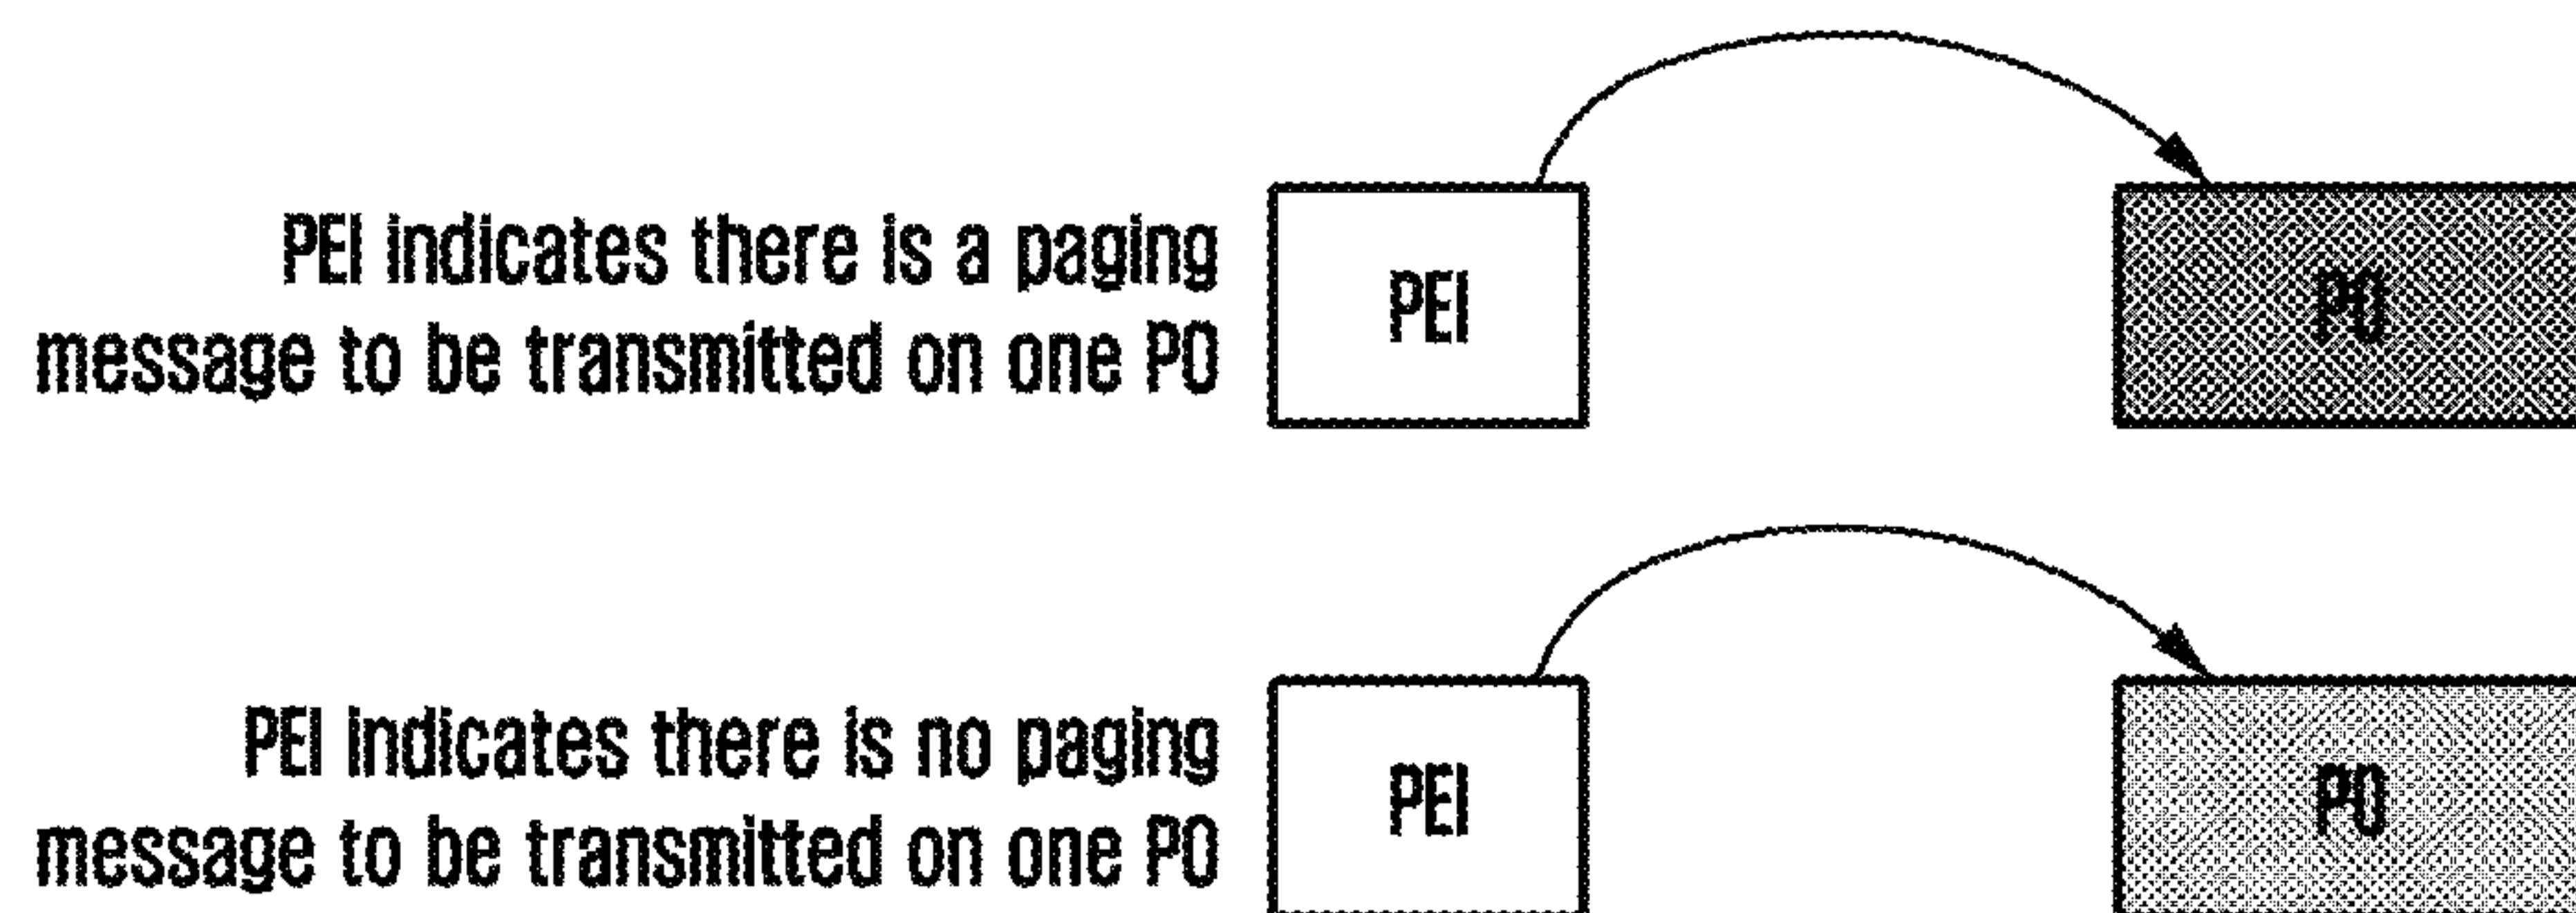 PEI indicates there is a paging
message to be transmitted on one PO
PEI
PO
PEI indicates there is no paging
message to be transmitted on one PO
PEI
PO